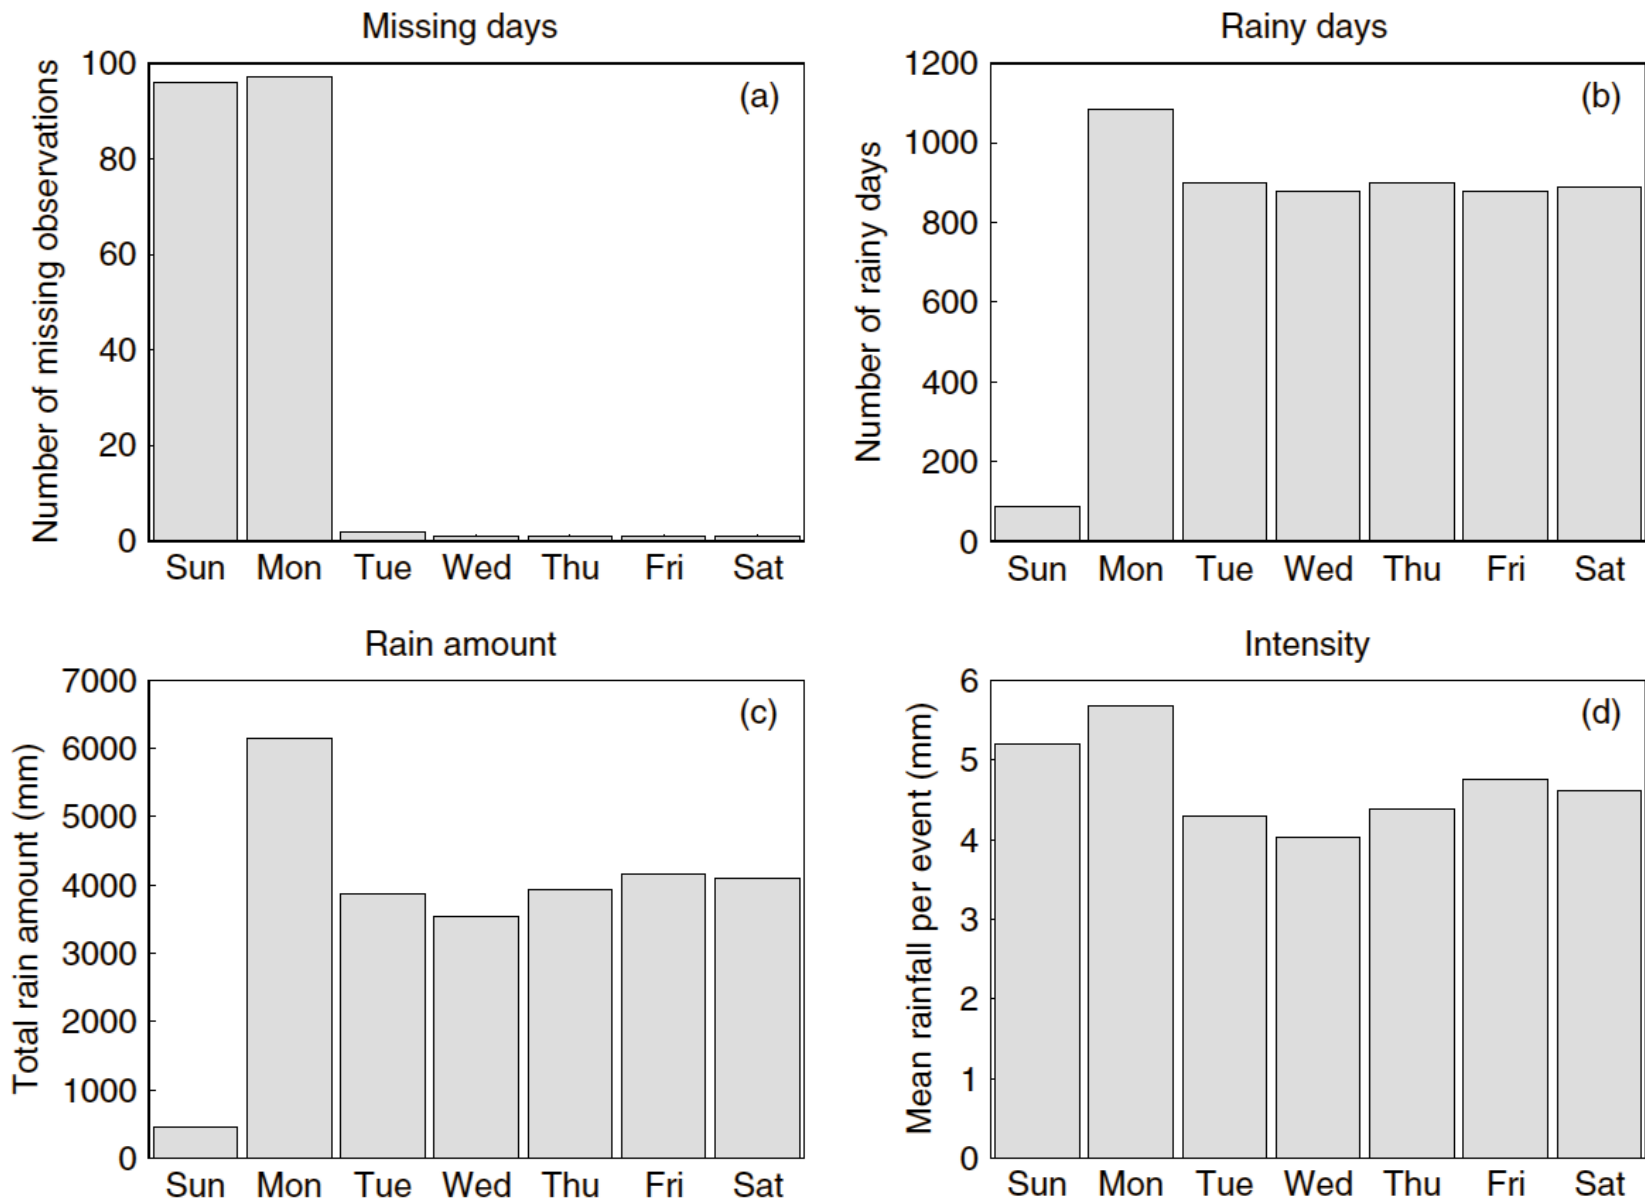 Missing days
Number of missing observations
100
80
60
40
20
0
(a)
Sun Mon Tue Wed Thu Fri Sat
Rainy days
Number of rainy days
1200
1000
800
600
400
200
0
(b)
Sun Mon Tue Wed Thu Fri Sat
Rain amount
Total rain amount (mm)
7000
6000
5000
4000
3000
2000
1000
0
(c)
Sun Mon Tue Wed Thu Fri Sat
Intensity
Mean rainfall per event (mm)
6
5
4
3
2
1
0
(d)
Sun Mon Tue Wed Thu Fri Sat